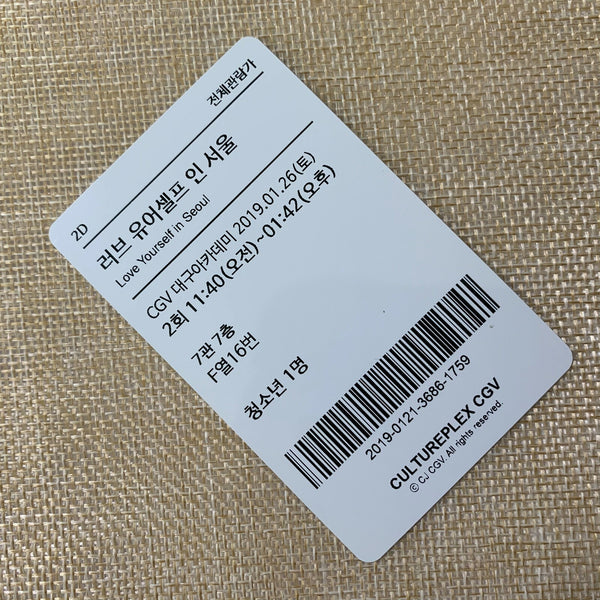 2D 전체관람가
러브 유어셀프 인 서울
Love Yourself in Seoul
CGV 대구아카데미 2019.01.26(토)
2회 11:40(오전)~01:42(오후)
7관 7층
F열16번
청소년 1명
2019-0121-3686-1759
CULTUREPLEX CGV
© CJ CGV. All rights reserved.